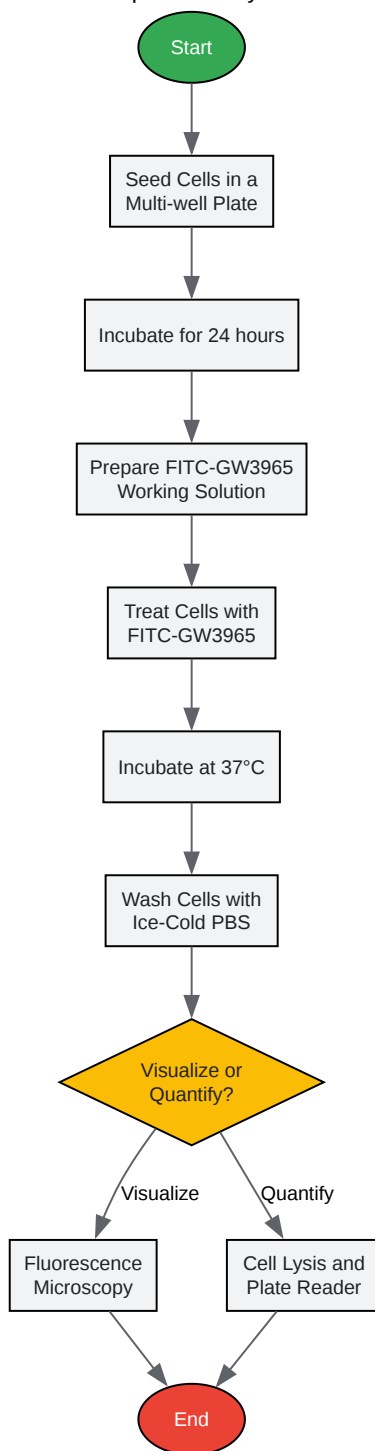 Start
Seed Cells in a
Multi-well Plate
Incubate for 24 hours
Prepare FITC-GW3965
Working Solution
Treat Cells with
FITC-GW3965
Incubate at 37°C
Wash Cells with
Ice-Cold PBS
Visualize or
Quantify?
Visualize
Quantify
Fluorescence
Microscopy
Cell Lysis and
Plate Reader
End